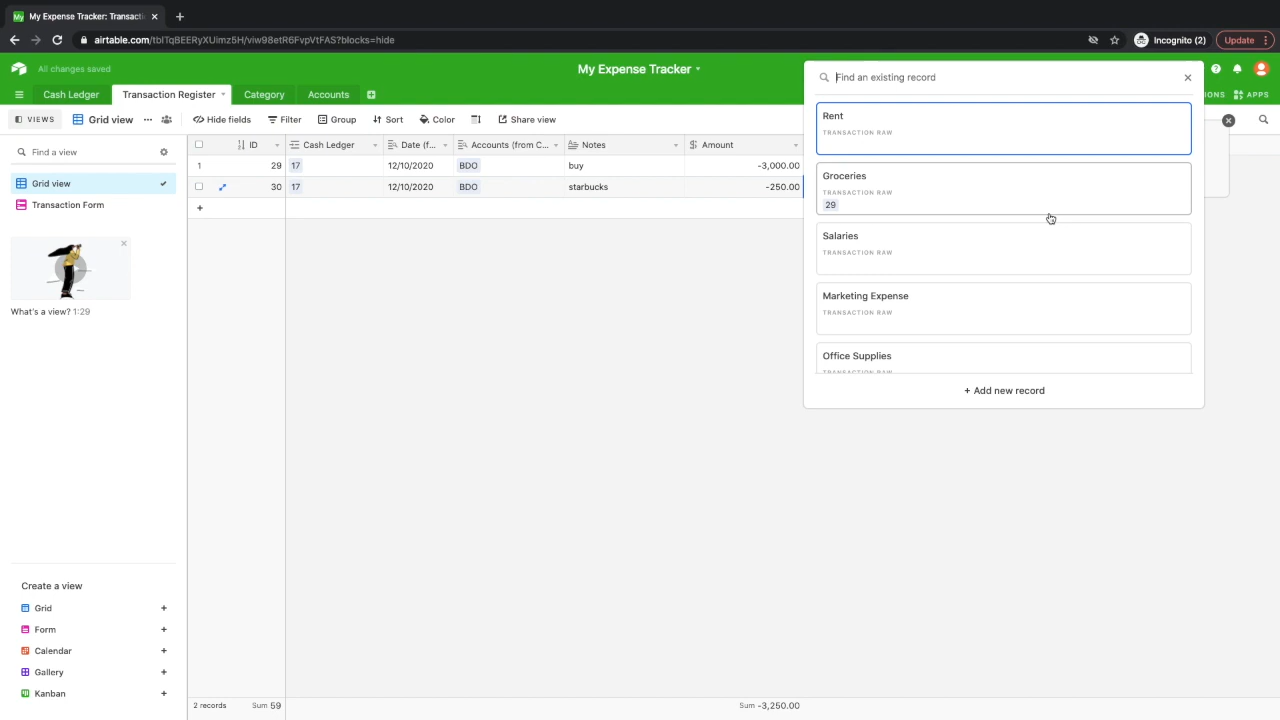 My Expense Tracker: Transacti
airtable.com/tblTqBEERyXUimz5H/viw98etR6FvpVtFAS?blocks=hide
Incognito (2)
Update
All changes saved
My Expense Tracker
Cash Ledger
Transaction Register
Category
Accounts
IONS
APPS
VIEWS
Grid view
Hide fields
Filter
Group
Sort
Color
Share view
Find a view
Grid view
Transaction Form
What's a view? 1:29
ID Cash Ledger Date (f... Accounts (from C... Notes Amount
1 29 17 12/10/2020 BDO buy -3,000.00
30 17 12/10/2020 BDO starbucks -250.00
+
Find an existing record
Rent
TRANSACTION RAW
Groceries
TRANSACTION RAW
29
Salaries
TRANSACTION RAW
Marketing Expense
TRANSACTION RAW
Office Supplies
TRANSACTION RAW
+ Add new record
Create a view
Grid +
Form +
Calendar +
Gallery +
Kanban +
2 records Sum 59 Sum -3,250.00